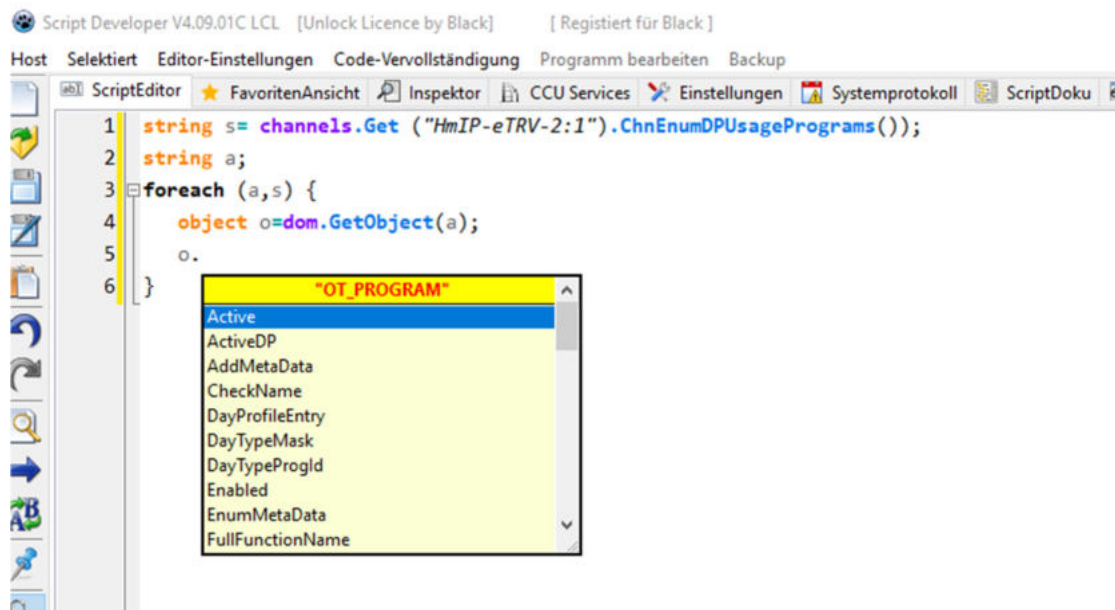 Script Developer V4.09.01C LCL [Unlock Licence by Black] [ Registiert für Black ]
Host Selektiert Editor-Einstellungen Code-Vervollständigung Programm bearbeiten Backup
ScriptEditor FavoritenAnsicht Inspektor CCU Services Einstellungen Systemprotokoll ScriptDoku
1 string s= channels.Get ("HmIP-eTRV-2:1").ChnEnumDPUsagePrograms());
2 string a;
3 foreach (a,s) {
4 object o=dom.GetObject(a);
5 o.
6 }
"OT_PROGRAM"
Active
ActiveDP
AddMetaData
CheckName
DayProfileEntry
DayTypeMask
DayTypeProgId
Enabled
EnumMetaData
FullFunctionName